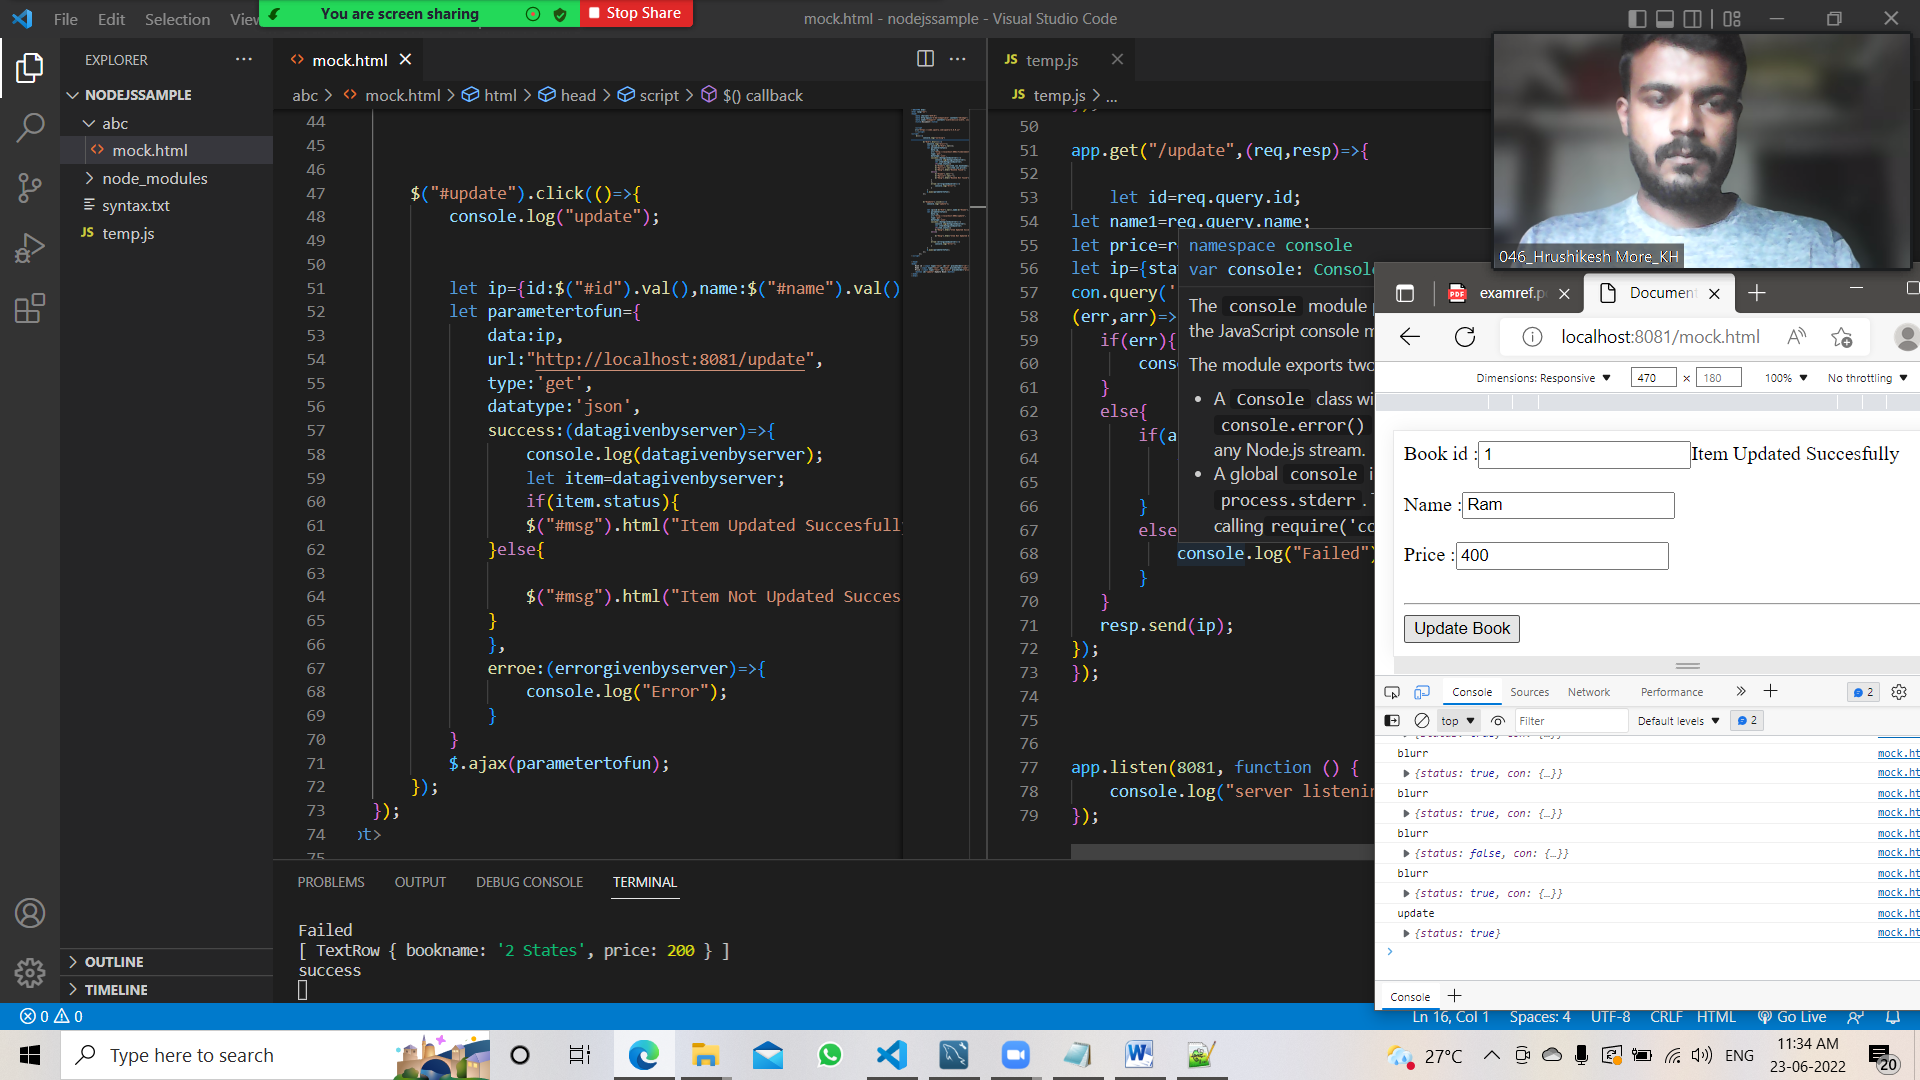 File Edit Selection View
You are screen sharing
Stop Share
mock.html - nodejssample - Visual Studio Code
EXPLORER
NODEJSSAMPLE
abc
mock.html
node_modules
syntax.txt
temp.js
OUTLINE
TIMELINE
mock.html
abc > mock.html > html > head > script > $() callback
44
45
46
47 $("#update").click(()=>{
48 console.log("update");
49
50
51 let ip={id:$("#id").val(),name:$("#name").val()
52 let parametertofun={
53 data:ip,
54 url:"http://localhost:8081/update",
55 type:'get',
56 datatype:'json',
57 success:(datagivenbyserver)=>{
58 console.log(datagivenbyserver);
59 let item=datagivenbyserver;
60 if(item.status){
61 $("#msg").html("Item Updated Succesfully
62 }else{
63
64 $("#msg").html("Item Not Updated Succes
65 }
66 },
67 erroe:(errorgivenbyserver)=>{
68 console.log("Error");
69 }
70 }
71 $.ajax(parametertofun);
72 });
73 });
74 pt>
75
JS temp.js
JS temp.js > ...
50
51 app.get("/update",(req,resp)=>{
52
53 let id=req.query.id;
54 let name1=req.query.name;
55 let price=r
56 let ip={sta
57 con.query('
58 (err,arr)=>
59 if(err){
60 cons
61 }
62 else{
63 if(a
64
65
66 }
67 else
68 console.log("Failed")
69 }
70 }
71 resp.send(ip);
72 });
73 });
74
75
76
77 app.listen(8081, function () {
78 console.log("server listenin
79 });
namespace console
var console: Console
The console module p
the JavaScript console m
The module exports two
• A Console class wi
console.error()
any Node.js stream.
• A global console i
process.stderr.
calling require('co
PROBLEMS OUTPUT DEBUG CONSOLE TERMINAL
Failed
[ TextRow { bookname: '2 States', price: 200 } ]
success
046_Hrushikesh More_KH
examref.p
Document
localhost:8081/mock.html
Dimensions: Responsive 470 × 180 100% No throttling
Book id : 1 Item Updated Succesfully
Name : Ram
Price : 400
Update Book
Console Sources Network Performance 2
top Filter Default levels 2
blurr mock.ht
{status: true, con: {…}} mock.ht
blurr mock.ht
{status: true, con: {…}} mock.ht
blurr mock.ht
{status: false, con: {…}} mock.ht
blurr mock.ht
{status: true, con: {…}} mock.ht
update mock.ht
{status: true} mock.ht
Console
0 0
Ln 16, Col 1 Spaces: 4 UTF-8 CRLF HTML Go Live
Type here to search
27°C
ENG
11:34 AM
23-06-2022
20